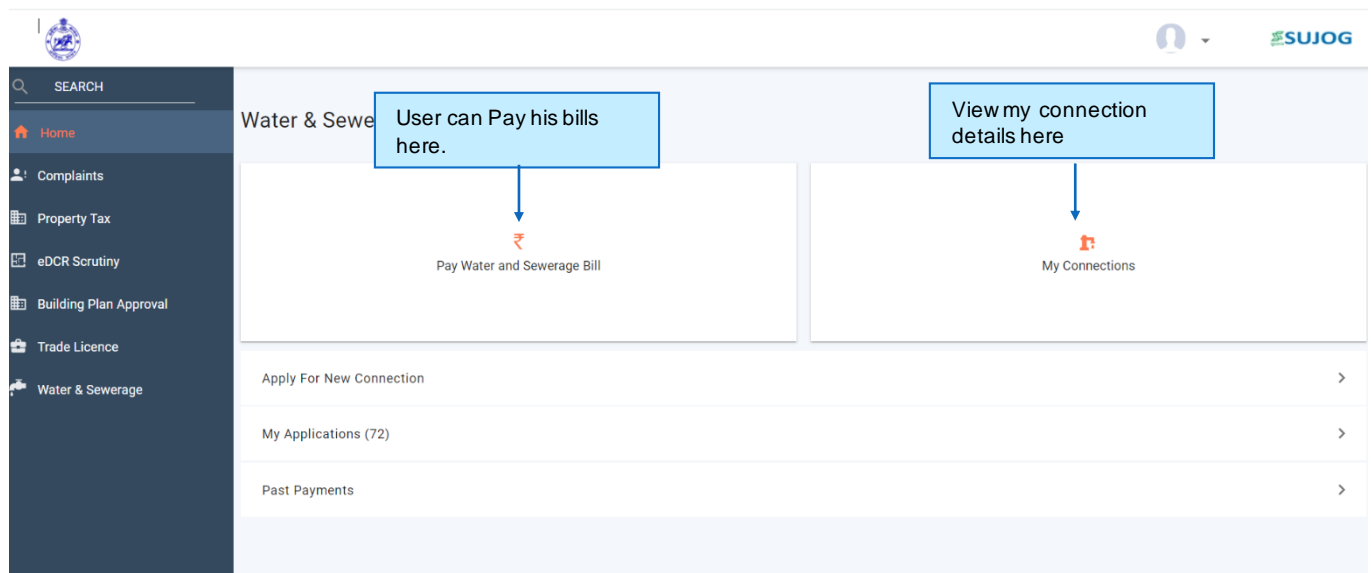 SUJOG
SEARCH
Home
Complaints
Property Tax
eDCR Scrutiny
Building Plan Approval
Trade Licence
Water & Sewerage
Water & Sewe
User can Pay his bills
here.
View my connection
details here
₹
Pay Water and Sewerage Bill
My Connections
Apply For New Connection
My Applications (72)
Past Payments